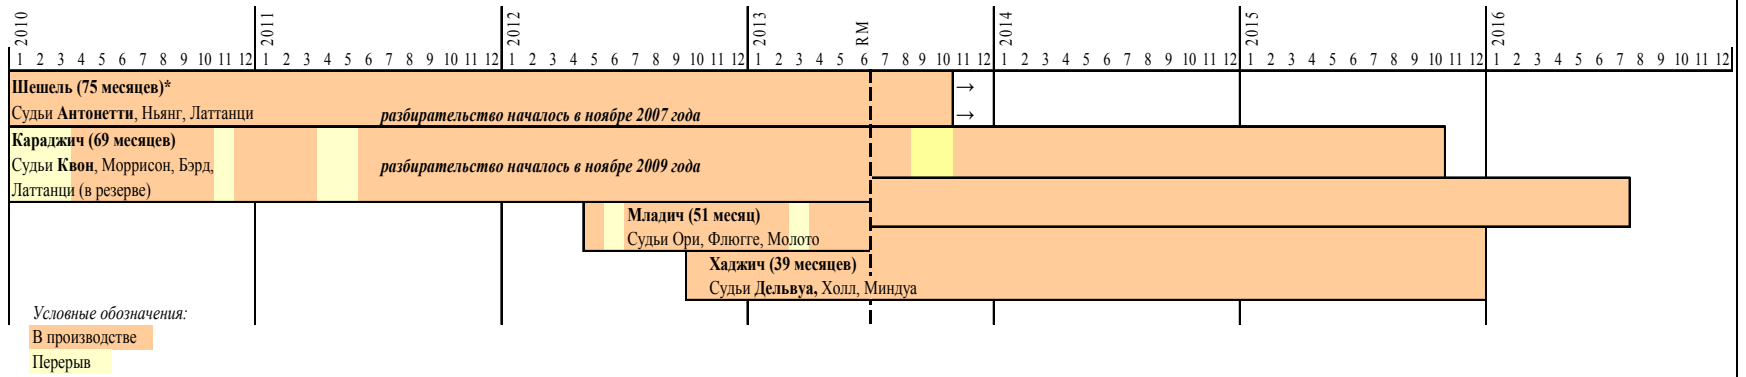 2010 2011 2012 2013 RM 2014 2015 2016
1 2 3 4 5 6 7 8 9 10 11 12 1 2 3 4 5 6 7 8 9 10 11 12 1 2 3 4 5 6 7 8 9 10 11 12 1 2 3 4 5 6 7 8 9 10 11 12 1 2 3 4 5 6 7 8 9 10 11 12 1 2 3 4 5 6 7 8 9 10 11 12 1 2 3 4 5 6 7 8 9 10 11 12
Шешель (75 месяцев)* →
Судьи Антонетти, Ньянг, Латтанци разбирательство началось в ноябре 2007 года →
Караджич (69 месяцев)
Судьи Квон, Моррисон, Бэрд, разбирательство началось в ноябре 2009 года
Латтанци (в резерве)
Младич (51 месяц)
Судьи Ори, Флюгге, Молото
Хаджич (39 месяцев)
Судьи Дельвуа, Холл, Миндуа
Условные обозначения:
В производстве
Перерыв